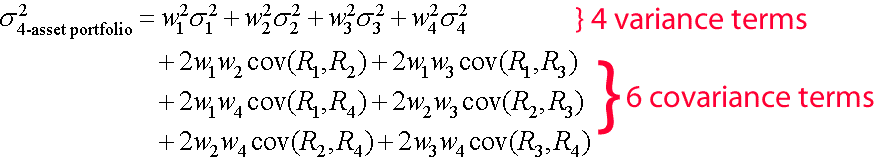 σ²4-asset portfolio = w₁²σ₁² + w₂²σ₂² + w₃²σ₃² + w₄²σ₄² } 4 variance terms
+ 2w₁w₂ cov(R₁,R₂) + 2w₁w₃ cov(R₁,R₃)
+ 2w₁w₄ cov(R₁,R₄) + 2w₂w₃ cov(R₂,R₃) } 6 covariance terms
+ 2w₂w₄ cov(R₂,R₄) + 2w₃w₄ cov(R₃,R₄)